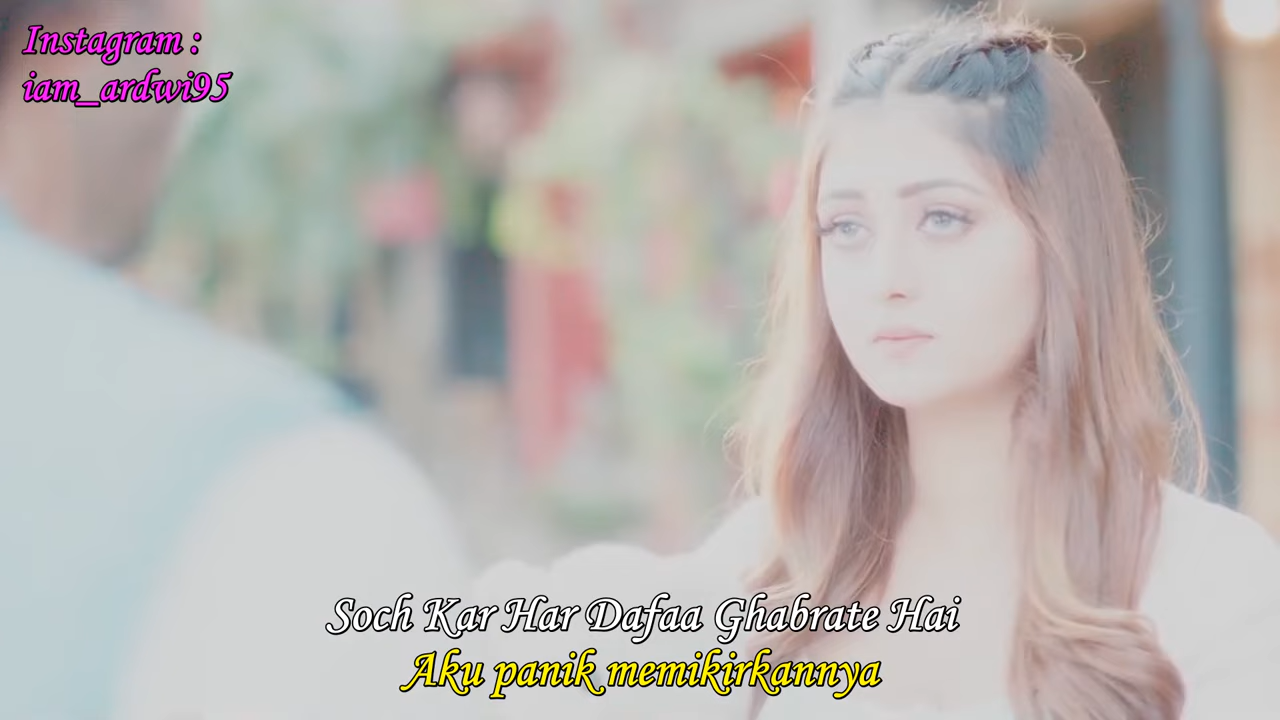 Instagram :
iam_ardwi95
Soch Kar Har Dafaa Ghabrate Hai
Aku panik memikirkannya